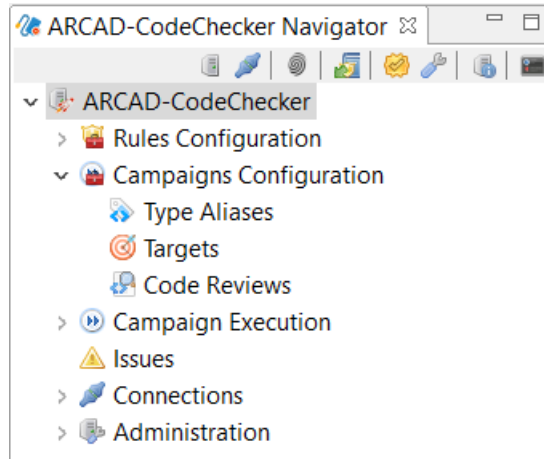 ARCAD-CodeChecker Navigator
ARCAD-CodeChecker
Rules Configuration
Campaigns Configuration
Type Aliases
Targets
Code Reviews
Campaign Execution
Issues
Connections
Administration